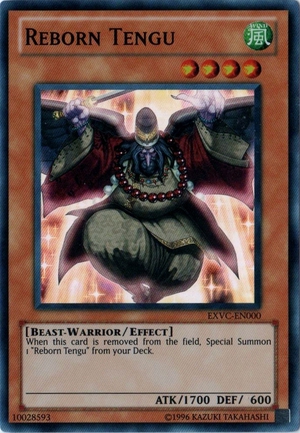 REBORN TENGU
WIND
風
EXVC-EN000
[BEAST-WARRIOR/EFFECT]
When this card is removed from the field, Special Summon
1 "Reborn Tengu" from your Deck.
ATK/1700 DEF/ 600
10028593
©1996 KAZUKI TAKAHASHI